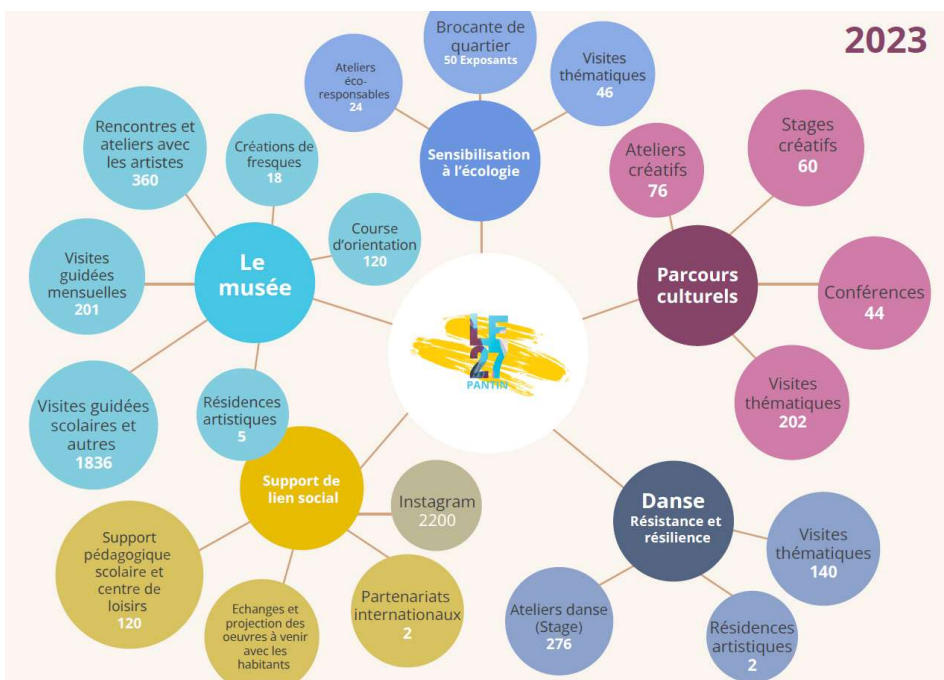 2023
Brocante de
quartier
50 Exposants
Ateliers
éco-
responsables
24
Visites
thématiques
46
Sensibilisation
à l'écologie
Rencontres et
ateliers avec
les artistes
360
Créations de
fresques
18
Course
d'orientation
120
Visites
guidées
mensuelles
201
Le
musée
Visites guidées
scolaires et
autres
1836
Résidences
artistiques
5
Ateliers
créatifs
76
Stages
créatifs
60
Parcours
culturels
Conférences
44
Visites
thématiques
202
LE
27
PANTIN
Support de
lien social
Instagram
2200
Support
pédagogique
scolaire et
centre de
loisirs
120
Echanges et
projection des
oeuvres à venir
avec les
habitants
Partenariats
internationaux
2
Danse
Résistance et
résilience
Visites
thématiques
140
Ateliers danse
(Stage)
276
Résidences
artistiques
2